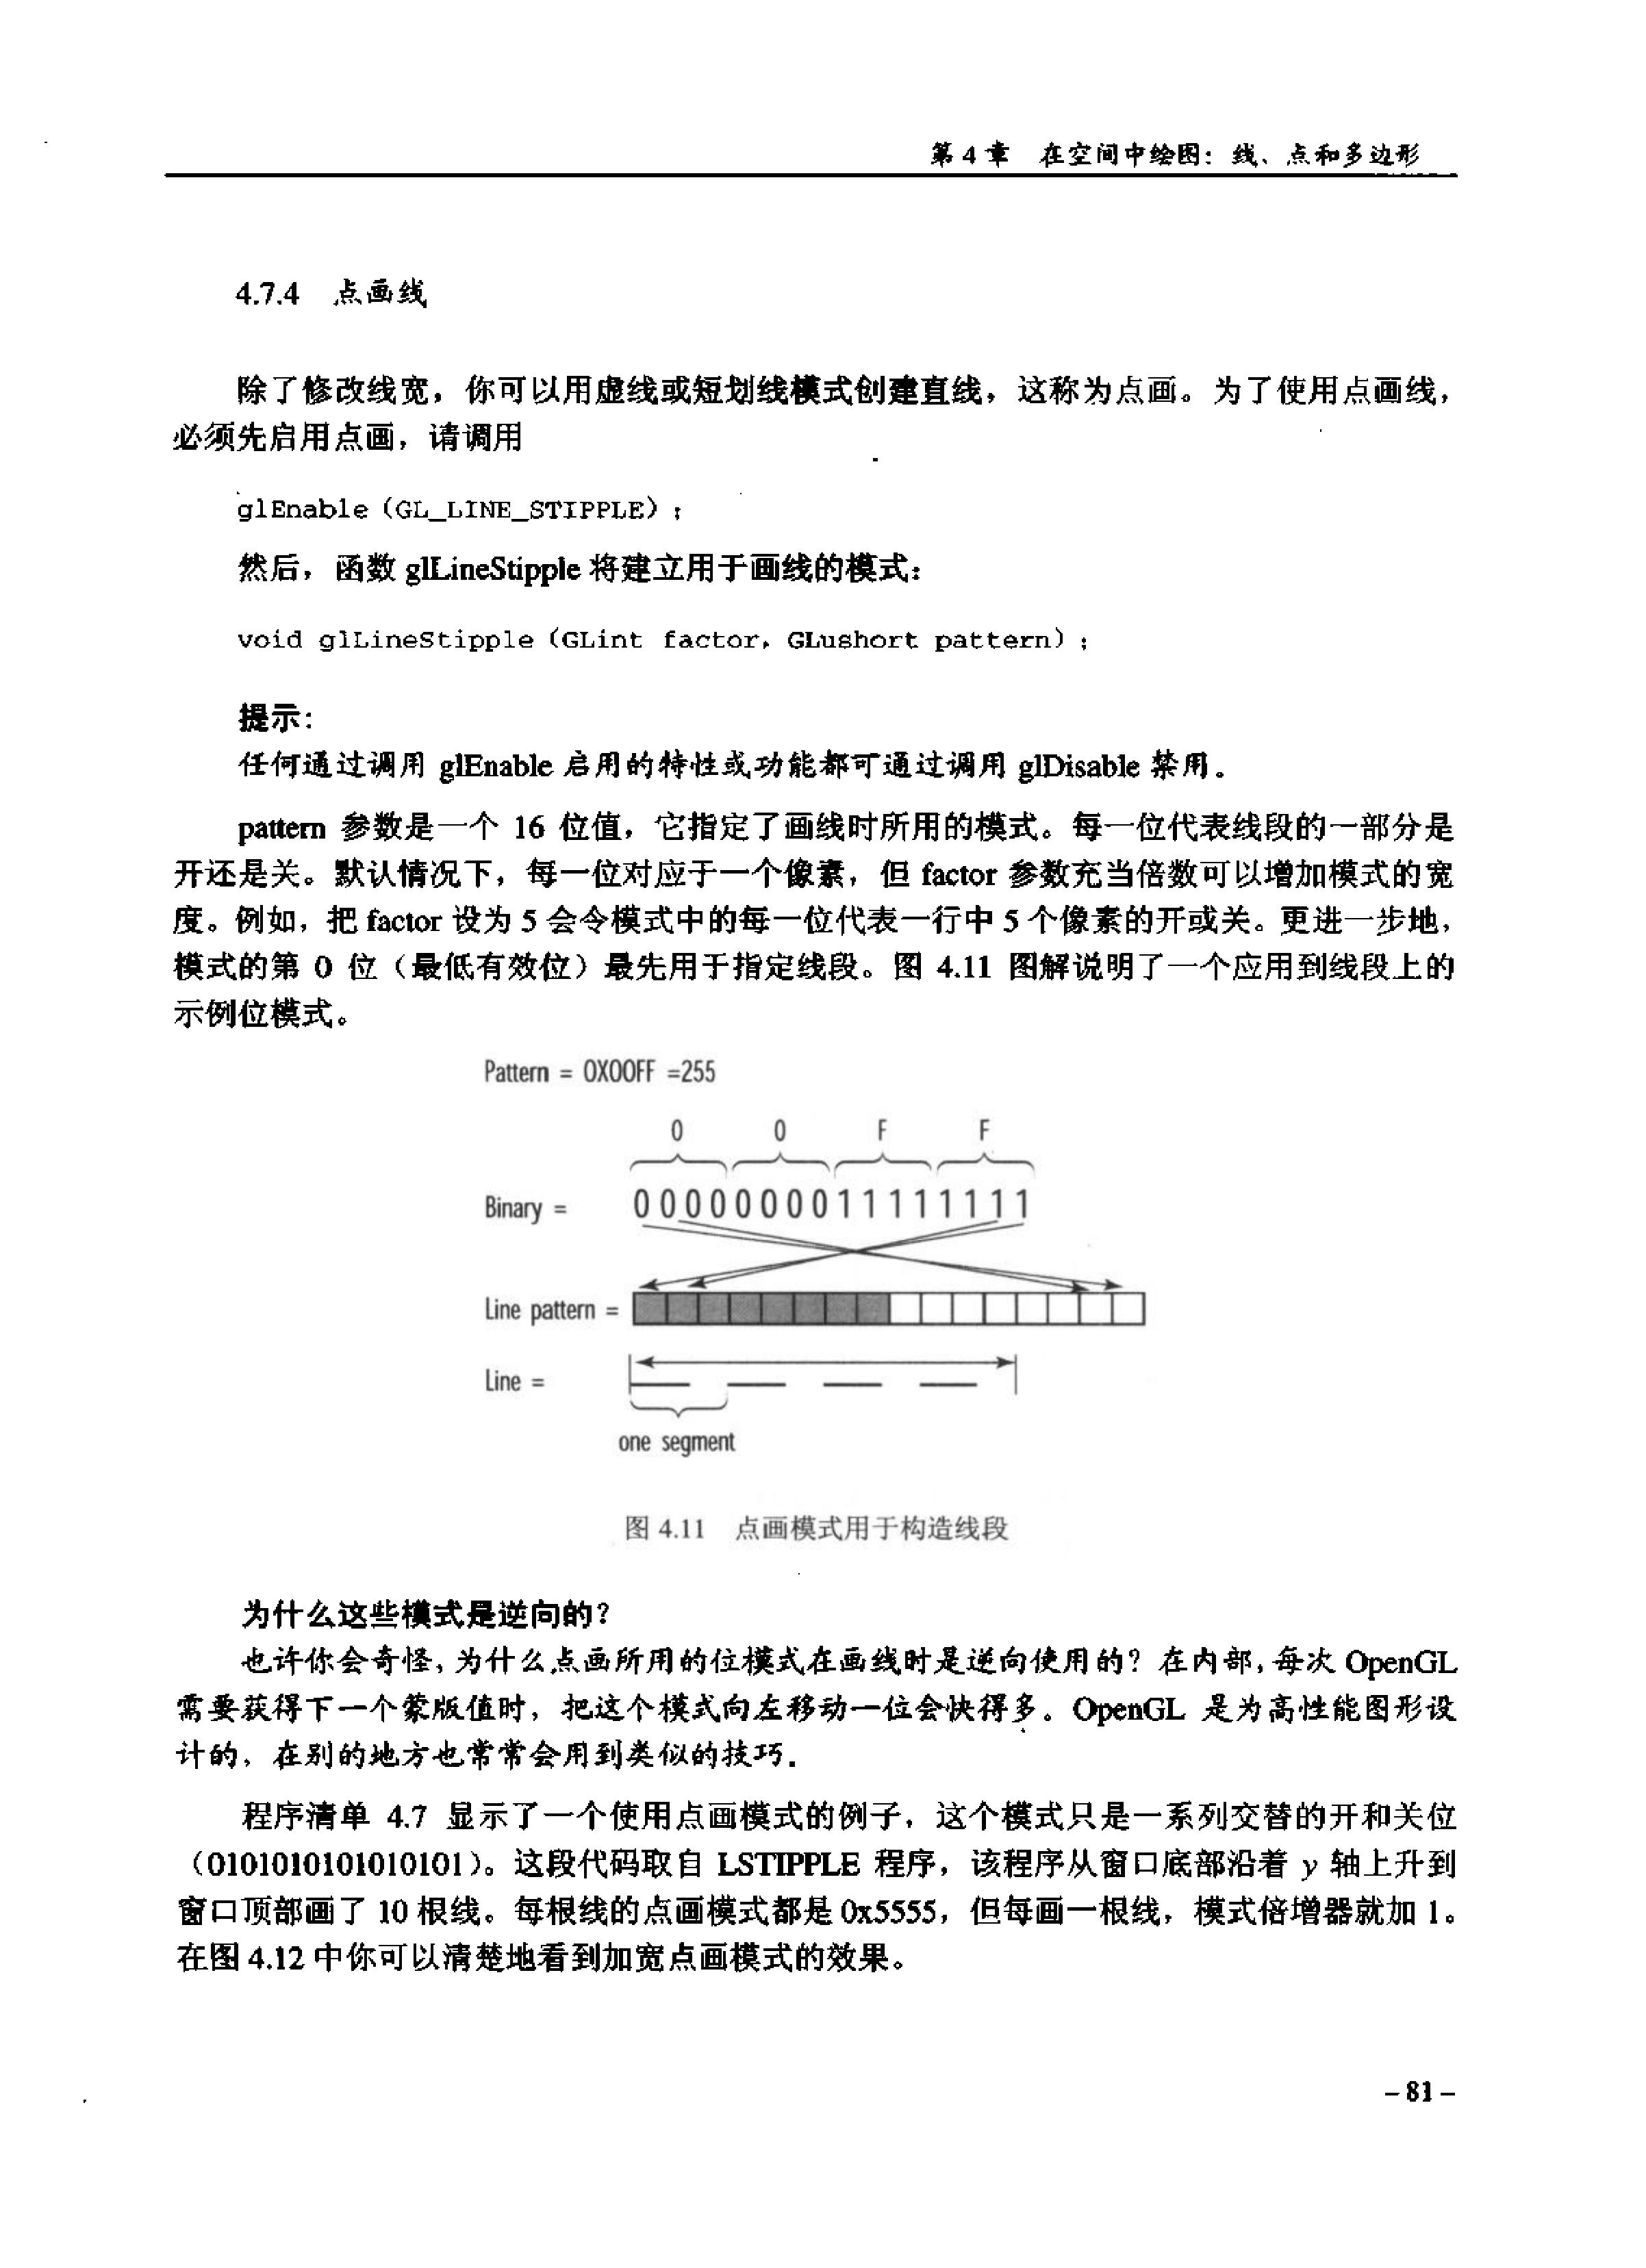 第 4 章　在空间中绘图：线、点和多边形
4.7.4　点画线
除了修改线宽，你可以用虚线或短划线模式创建直线，这称为点画。为了使用点画线，
必须先启用点画，请调用
glEnable（GL_LINE_STIPPLE）;
然后，函数 glLineStipple 将建立用于画线的模式：
void glLineStipple（GLint factor，GLushort pattern）;
提示：
任何通过调用 glEnable 启用的特性或功能都可通过调用 glDisable 禁用。
pattern 参数是一个 16 位值，它指定了画线时所用的模式。每一位代表线段的一部分是
开还是关。默认情况下，每一位对应于一个像素，但 factor 参数充当倍数可以增加模式的宽
度。例如，把 factor 设为 5 会令模式中的每一位代表一行中 5 个像素的开或关。更进一步地，
模式的第 0 位（最低有效位）最先用于指定线段。图 4.11 图解说明了一个应用到线段上的
示例位模式。
Pattern = 0X00FF =255
0 0 F F
Binary = 0000000011111111
Line pattern =
Line =
one segment
图 4.11　点画模式用于构造线段
为什么这些模式是逆向的？
也许你会奇怪，为什么点画所用的位模式在画线时是逆向使用的？在内部，每次 OpenGL
需要获得下一个蒙版值时，把这个模式向左移动一位会快得多。OpenGL 是为高性能图形设
计的，在别的地方也常常会用到类似的技巧.
程序清单 4.7 显示了一个使用点画模式的例子，这个模式只是一系列交替的开和关位
（0101010101010101）。这段代码取自 LSTIPPLE 程序，该程序从窗口底部沿着 y 轴上升到
窗口顶部画了 10 根线。每根线的点画模式都是 0x5555，但每画一根线，模式倍增器就加 1。
在图 4.12 中你可以清楚地看到加宽点画模式的效果。
– 81 –